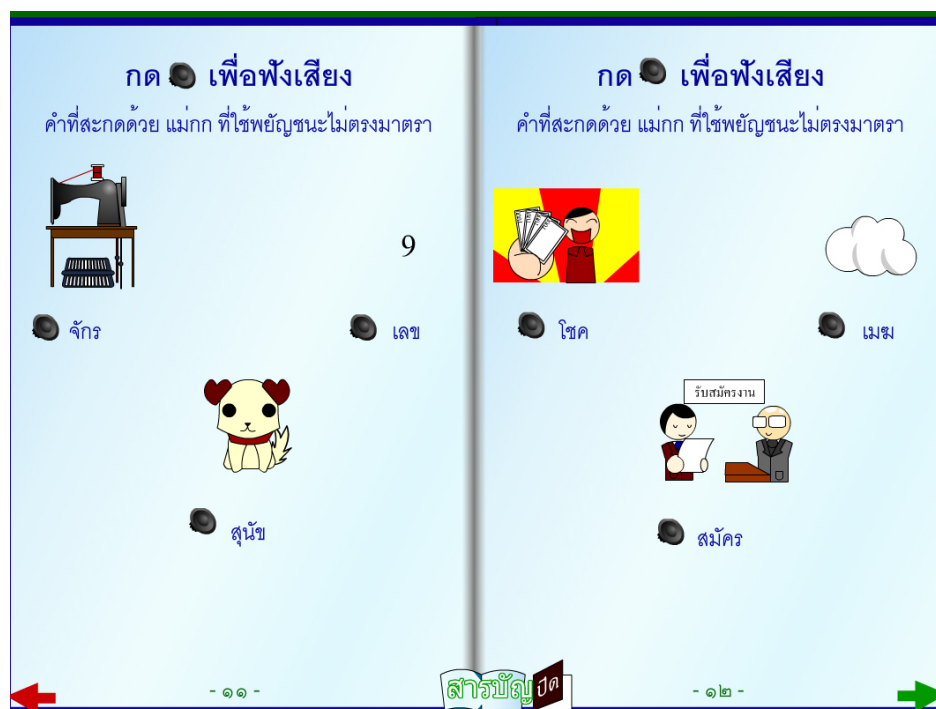 กด เพื่อฟังเสียง
คำที่สะกดด้วย แม่กก ที่ใช้พยัญชนะไม่ตรงมาตรา
9
จักร
เลข
สุนัข
- ๑๑ -
กด เพื่อฟังเสียง
คำที่สะกดด้วย แม่กก ที่ใช้พยัญชนะไม่ตรงมาตรา
โชค
เมฆ
รับสมัครงาน
สมัคร
- ๑๒ -
สารบัญ
ปิด